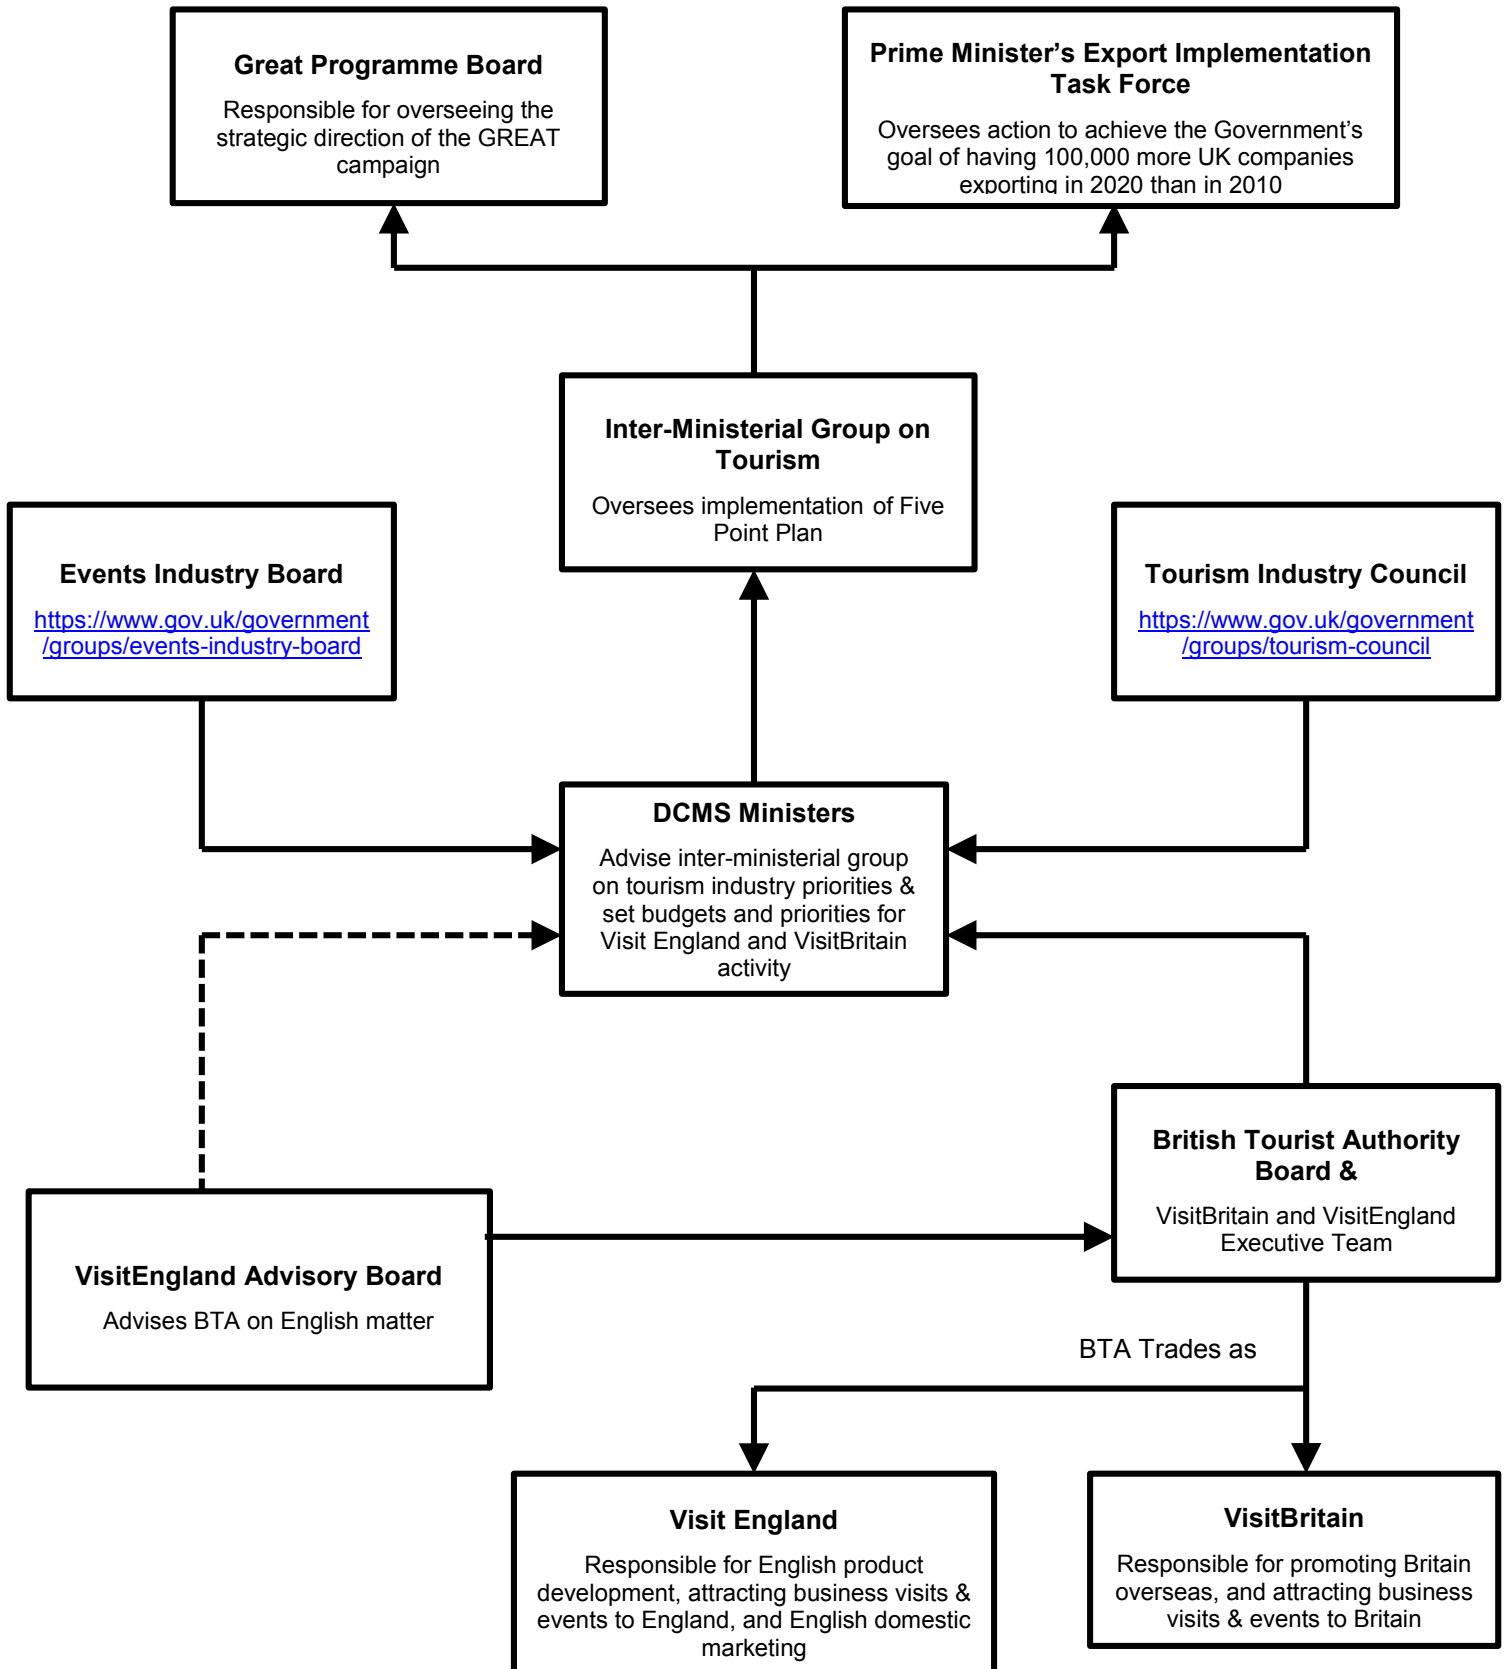 Great Programme Board
Responsible for overseeing the
strategic direction of the GREAT
campaign
Prime Minister’s Export Implementation
Task Force
Oversees action to achieve the Government’s
goal of having 100,000 more UK companies
exporting in 2020 than in 2010
Inter-Ministerial Group on
Tourism
Oversees implementation of Five
Point Plan
Events Industry Board
https://www.gov.uk/government
/groups/events-industry-board
Tourism Industry Council
https://www.gov.uk/government
/groups/tourism-council
DCMS Ministers
Advise inter-ministerial group
on tourism industry priorities &
set budgets and priorities for
Visit England and VisitBritain
activity
British Tourist Authority
Board &
VisitBritain and VisitEngland
Executive Team
VisitEngland Advisory Board
Advises BTA on English matter
BTA Trades as
Visit England
Responsible for English product
development, attracting business visits &
events to England, and English domestic
marketing
VisitBritain
Responsible for promoting Britain
overseas, and attracting business
visits & events to Britain